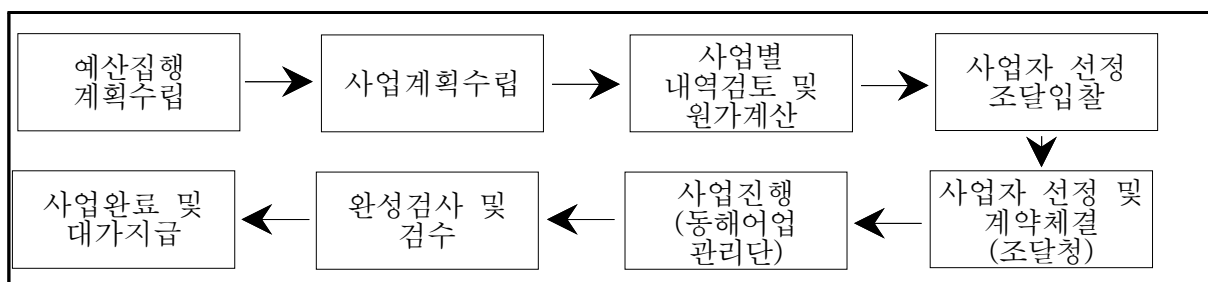 예산집행
계획수립
사업계획수립
사업별
내역검토 및
원가계산
사업자 선정
조달입찰
사업자 선정 및
계약체결
(조달청)
사업진행
(동해어업
관리단)
완성검사 및
검수
사업완료 및
대가지급